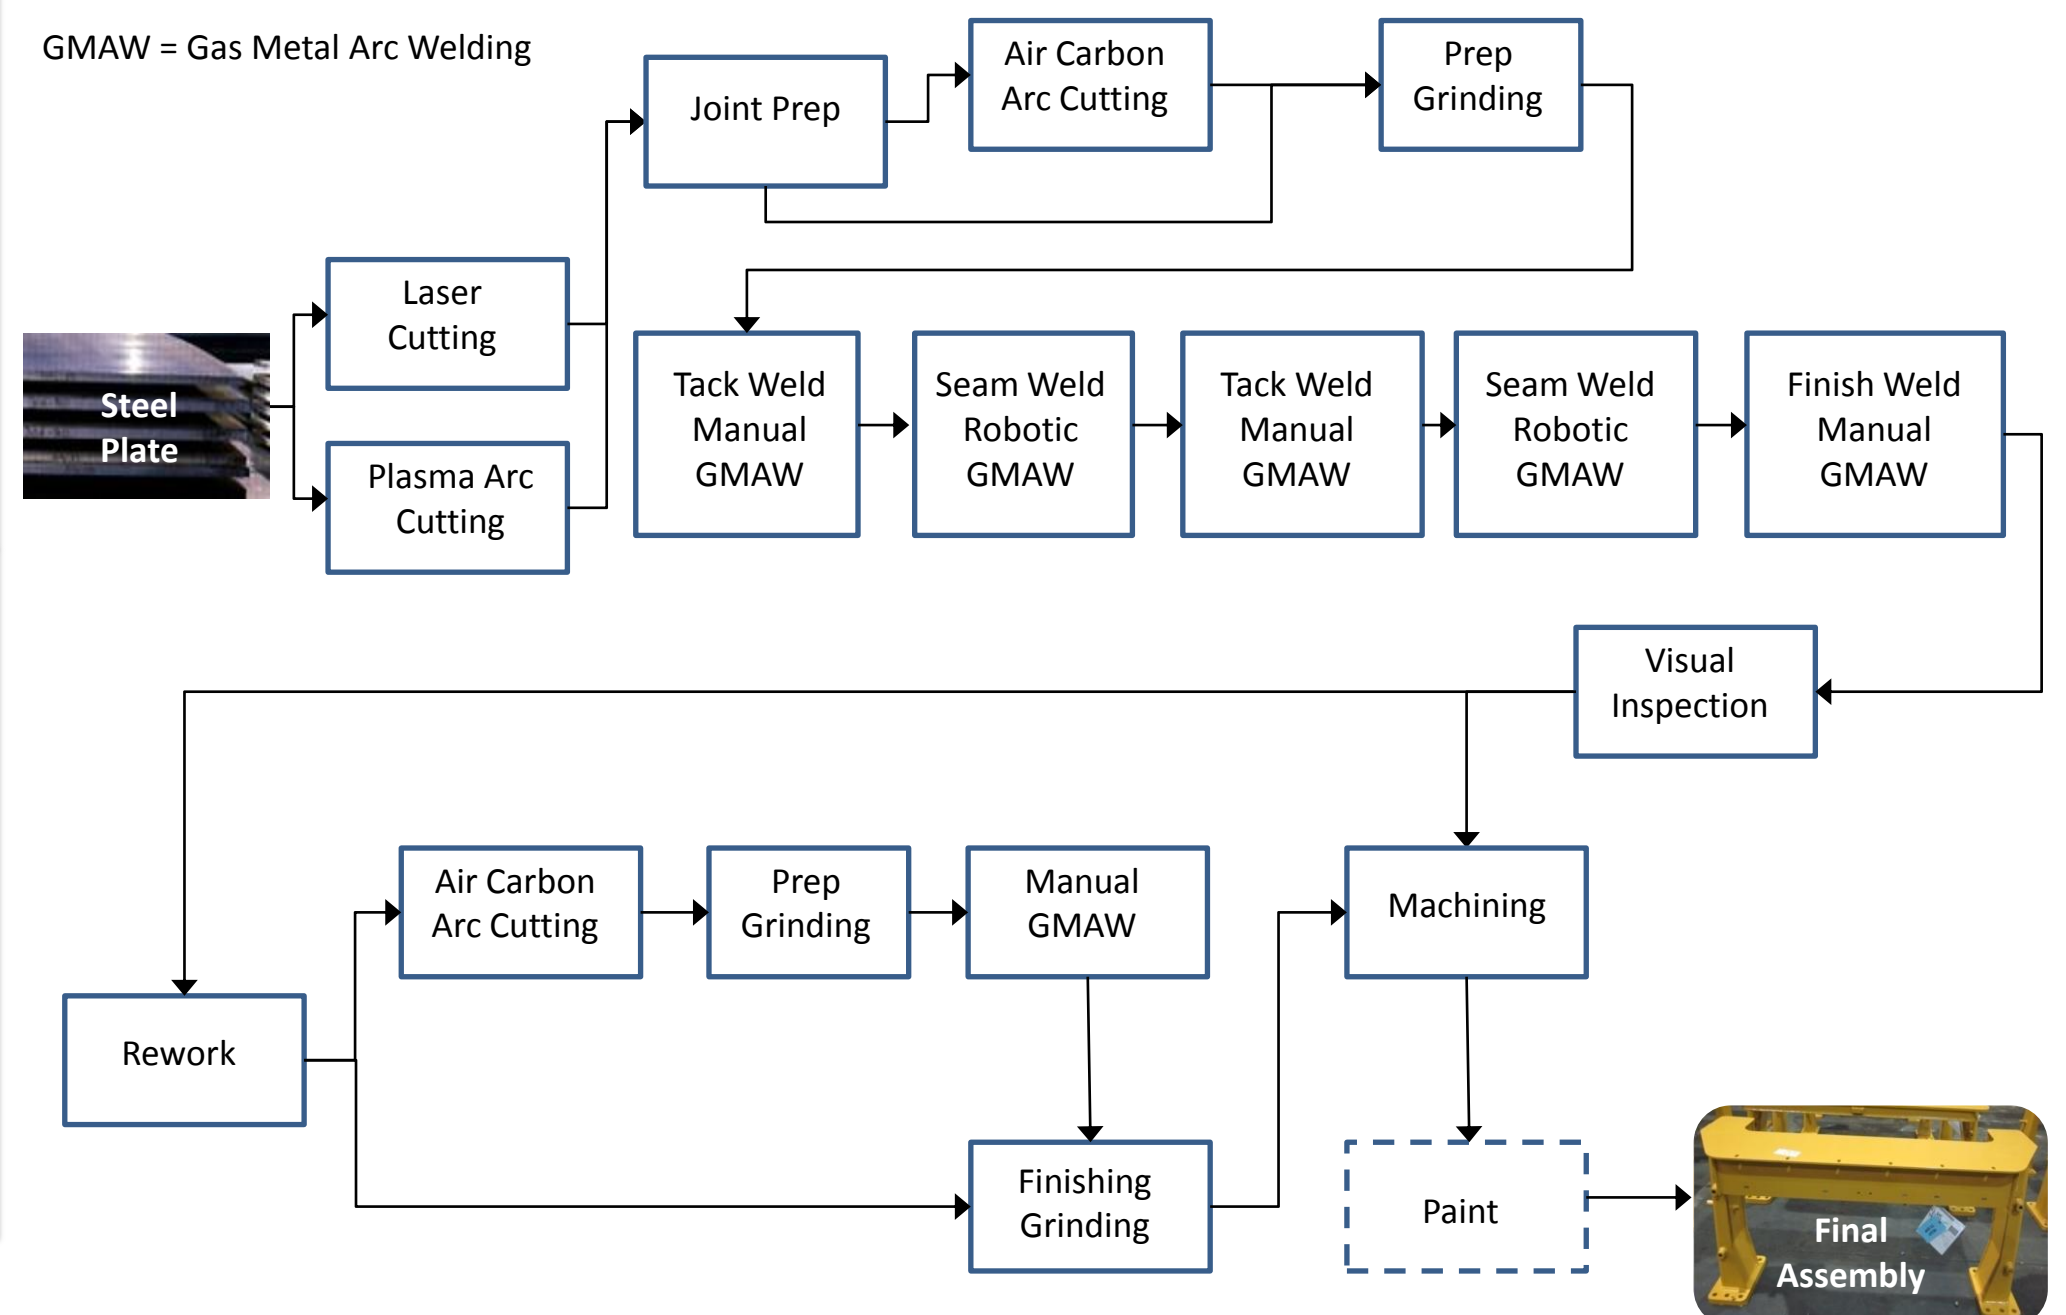 GMAW = Gas Metal Arc Welding
Joint Prep
Air Carbon
Arc Cutting
Prep
Grinding
Laser
Cutting
Steel
Plate
Plasma Arc
Cutting
Tack Weld
Manual
GMAW
Seam Weld
Robotic
GMAW
Tack Weld
Manual
GMAW
Seam Weld
Robotic
GMAW
Finish Weld
Manual
GMAW
Visual
Inspection
Rework
Air Carbon
Arc Cutting
Prep
Grinding
Manual
GMAW
Finishing
Grinding
Machining
Paint
Final
Assembly